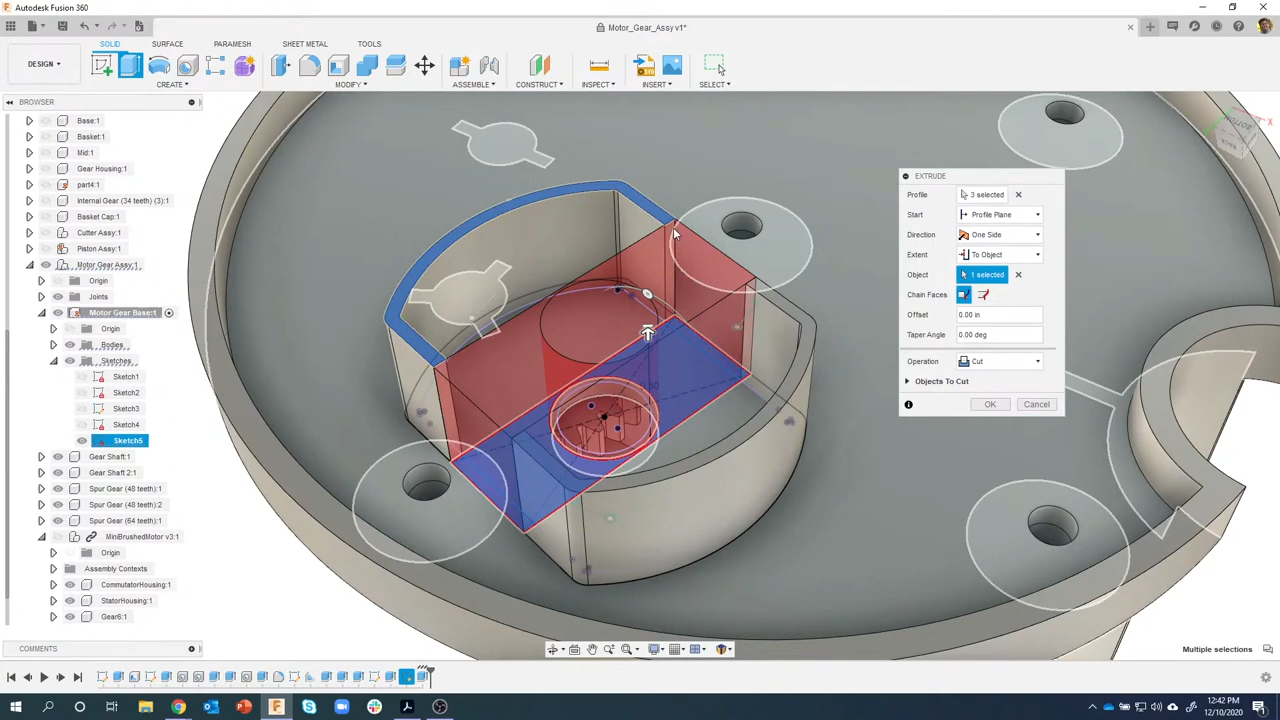 Autodesk Fusion 360
Motor_Gear_Assy v1*
SOLID SURFACE PARAMESH SHEET METAL TOOLS
DESIGN
CREATE MODIFY ASSEMBLE CONSTRUCT INSPECT INSERT SELECT
BROWSER
Base:1
Basket:1
Mid:1
Gear Housing:1
part4:1
Internal Gear (34 teeth) (3):1
Basket Cap:1
Cutter Assy:1
Piston Assy:1
Motor Gear Assy:1
Origin
Joints
Motor Gear Base:1
Origin
Bodies
Sketches
Sketch1
Sketch2
Sketch3
Sketch4
Sketch5
Gear Shaft:1
Gear Shaft 2:1
Spur Gear (48 teeth):1
Spur Gear (48 teeth):2
Spur Gear (64 teeth):1
MiniBrushedMotor v3:1
Origin
Assembly Contexts
CommutatorHousing:1
StatorHousing:1
Gear6:1
COMMENTS
BOTTOM
BACK
X
EXTRUDE
Profile 3 selected
Start Profile Plane
Direction One Side
Extent To Object
Object 1 selected
Chain Faces
Offset 0.00 in
Taper Angle 0.00 deg
Operation Cut
Objects To Cut
OK Cancel
Multiple selections
12:42 PM
12/10/2020